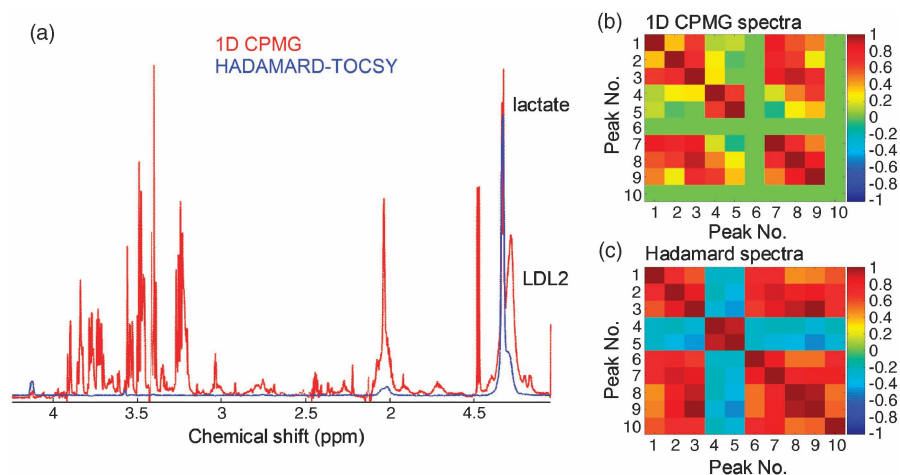 (a)
1D CPMG
HADAMARD-TOCSY
lactate
LDL2
4 3.5 3 2.5 2 4.5
Chemical shift (ppm)
(b)
1D CPMG spectra
Peak No.
1
2
3
4
5
6
7
8
9
10
1 2 3 4 5 6 7 8 9 10
Peak No.
1
0.8
0.6
0.4
0.2
0
-0.2
-0.4
-0.6
-0.8
-1
(c)
Hadamard spectra
Peak No.
1
2
3
4
5
6
7
8
9
10
1 2 3 4 5 6 7 8 9 10
Peak No.
1
0.8
0.6
0.4
0.2
0
-0.2
-0.4
-0.6
-0.8
-1